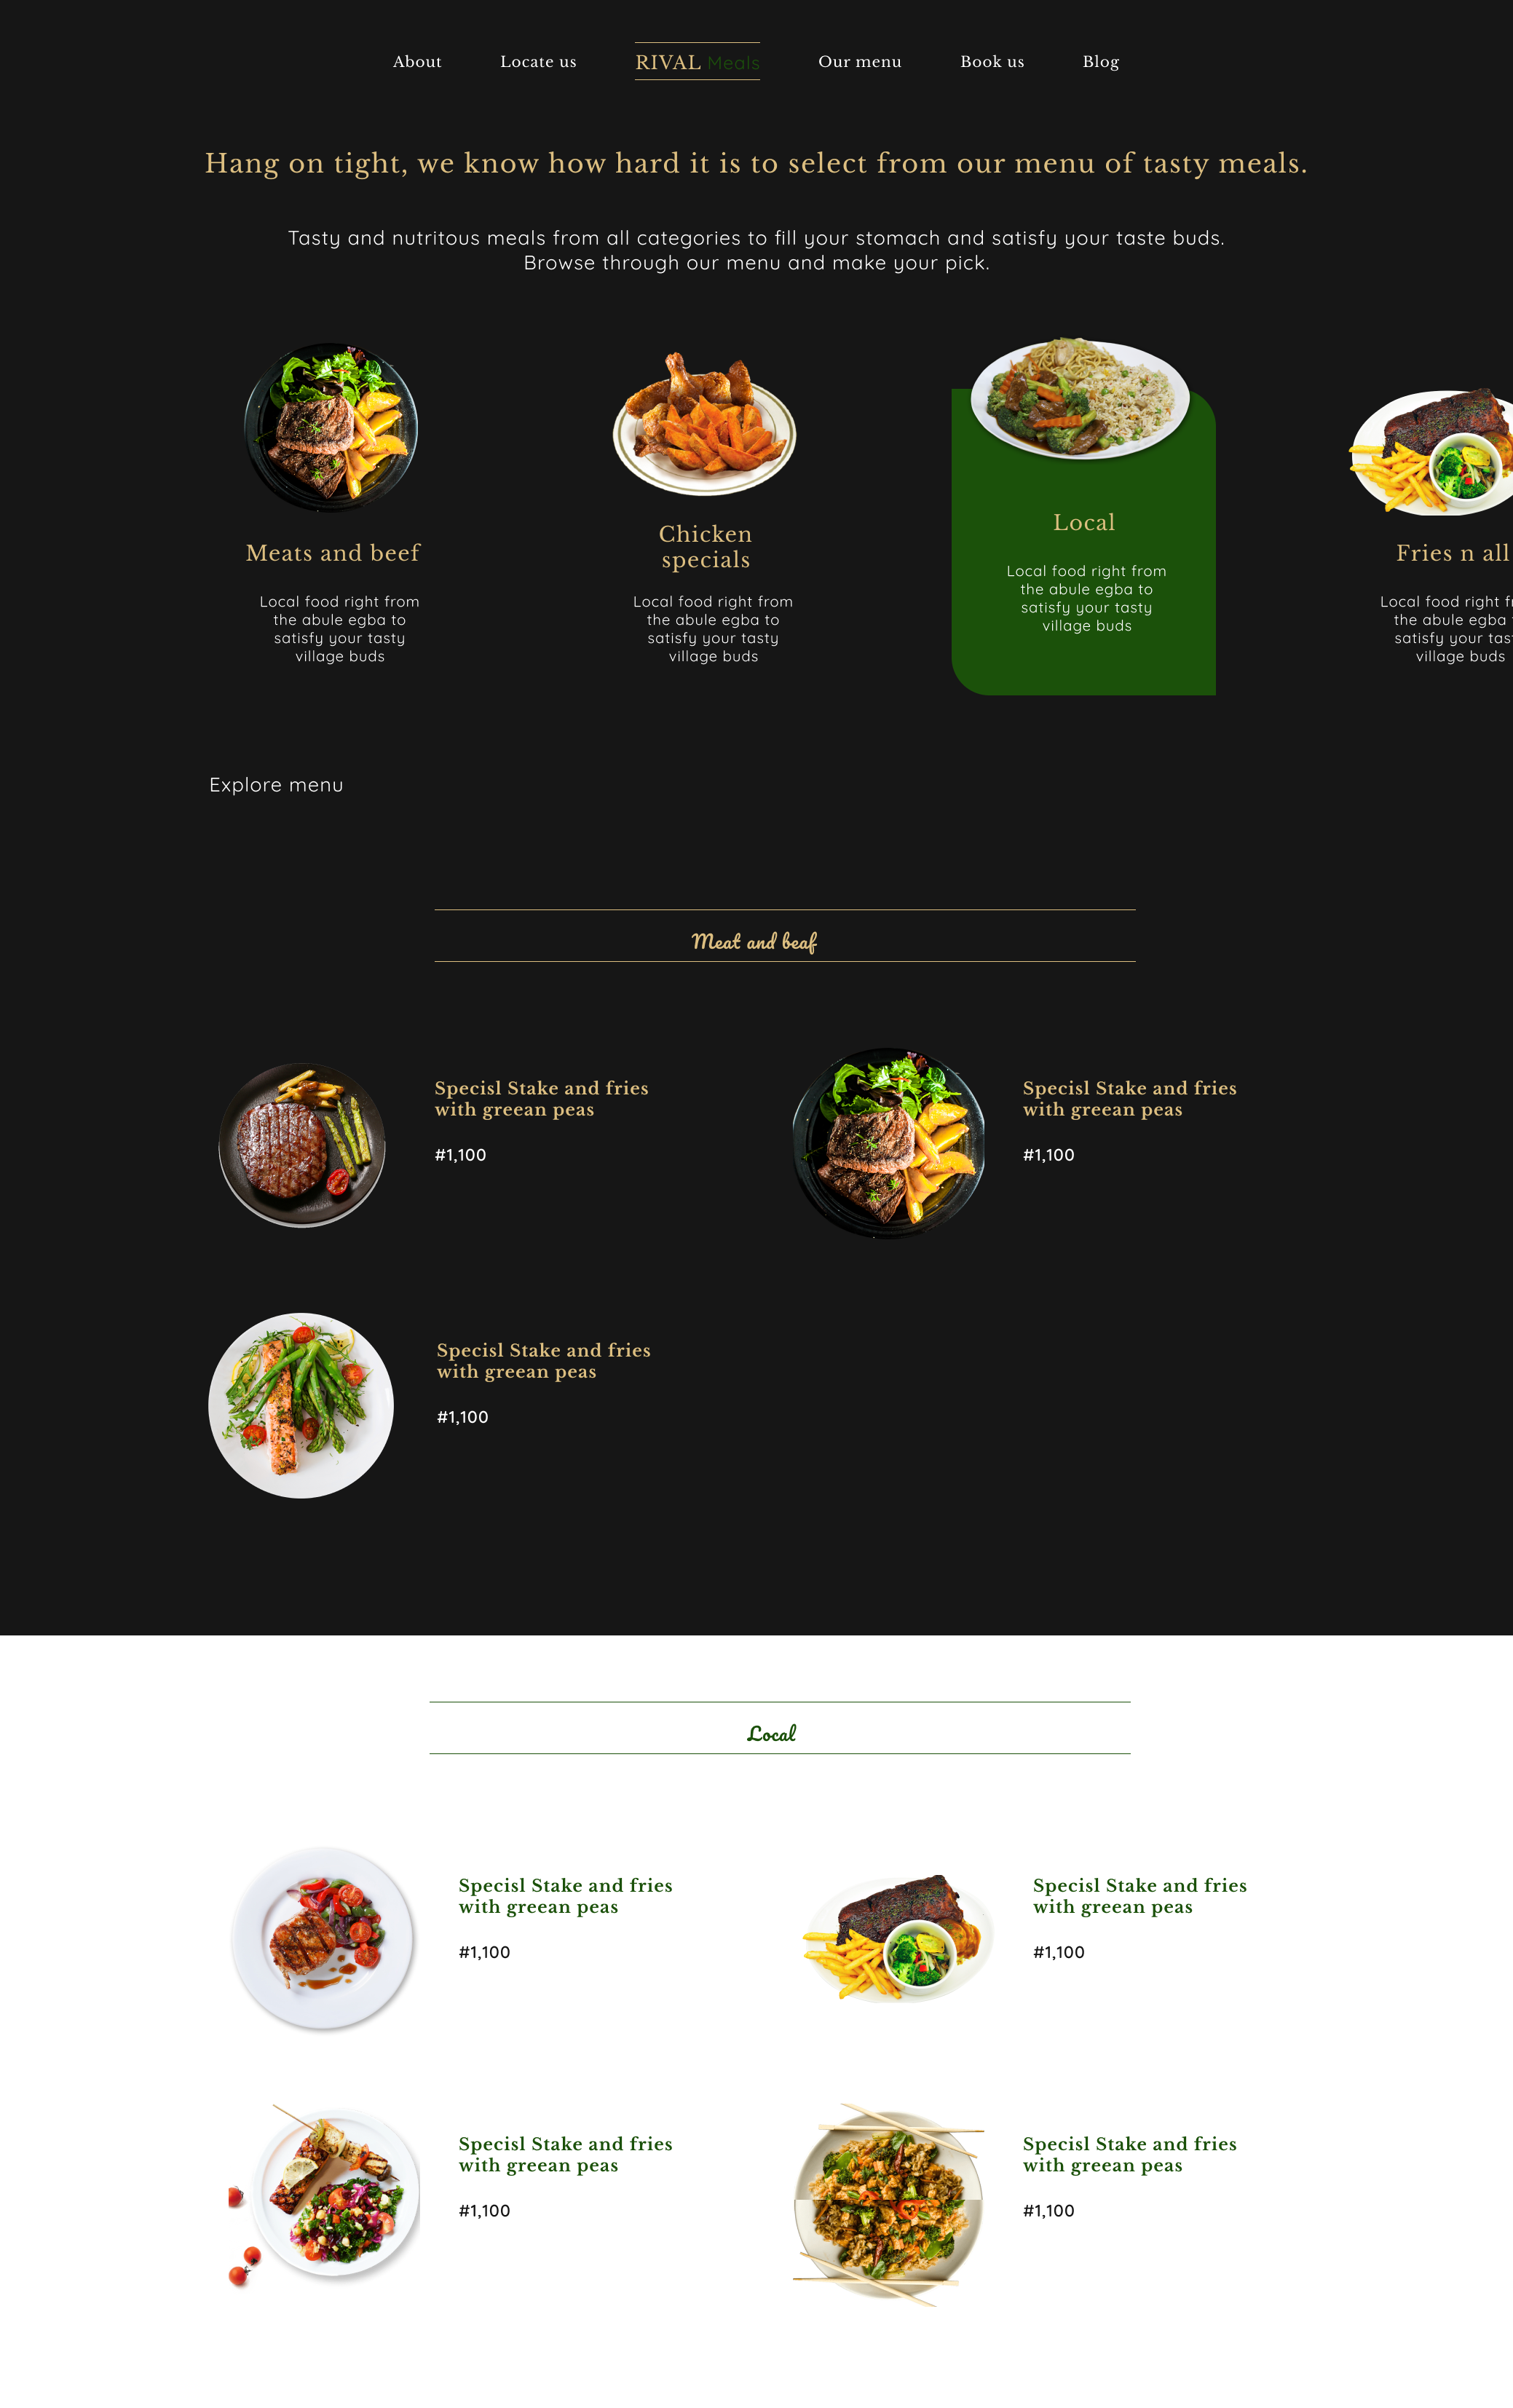 About
Locate us
RIVAL Meals
Our menu
Book us
Blog
Hang on tight, we know how hard it is to select from our menu of tasty meals.
Tasty and nutritous meals from all categories to fill your stomach and satisfy your taste buds.
Browse through our menu and make your pick.
Meats and beef
Local food right from
the abule egba to
satisfy your tasty
village buds
Chicken
specials
Local food right from
the abule egba to
satisfy your tasty
village buds
Local
Local food right from
the abule egba to
satisfy your tasty
village buds
Fries n all
Local food right
the abule egba
satisfy your
village buds
Explore menu
Meat and beaf
Specisl Stake and fries
with greean peas
#1,100
Specisl Stake and fries
with greean peas
#1,100
Specisl Stake and fries
with greean peas
#1,100
Local
Specisl Stake and fries
with greean peas
#1,100
Specisl Stake and fries
with greean peas
#1,100
Specisl Stake and fries
with greean peas
#1,100
Specisl Stake and fries
with greean peas
#1,100